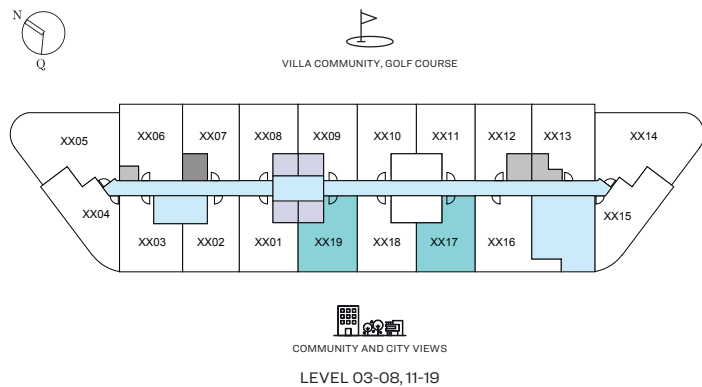 N
Q
VILLA COMMUNITY, GOLF COURSE
XX05 XX06 XX07 XX08 XX09 XX10 XX11 XX12 XX13 XX14
XX04 XX03 XX02 XX01 XX19 XX18 XX17 XX16 XX15
COMMUNITY AND CITY VIEWS
LEVEL 03-08, 11-19